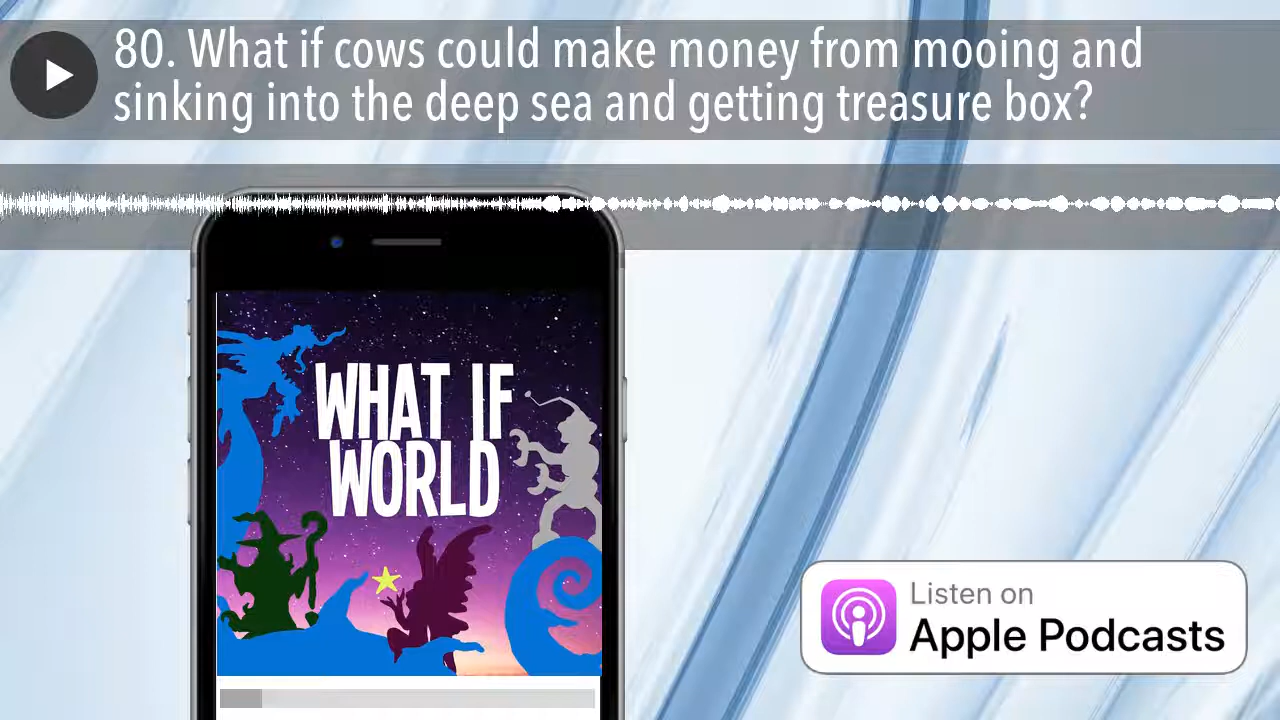 80. What if cows could make money from mooing and
sinking into the deep sea and getting treasure box?
WHAT IF
WORLD
Listen on
Apple Podcasts